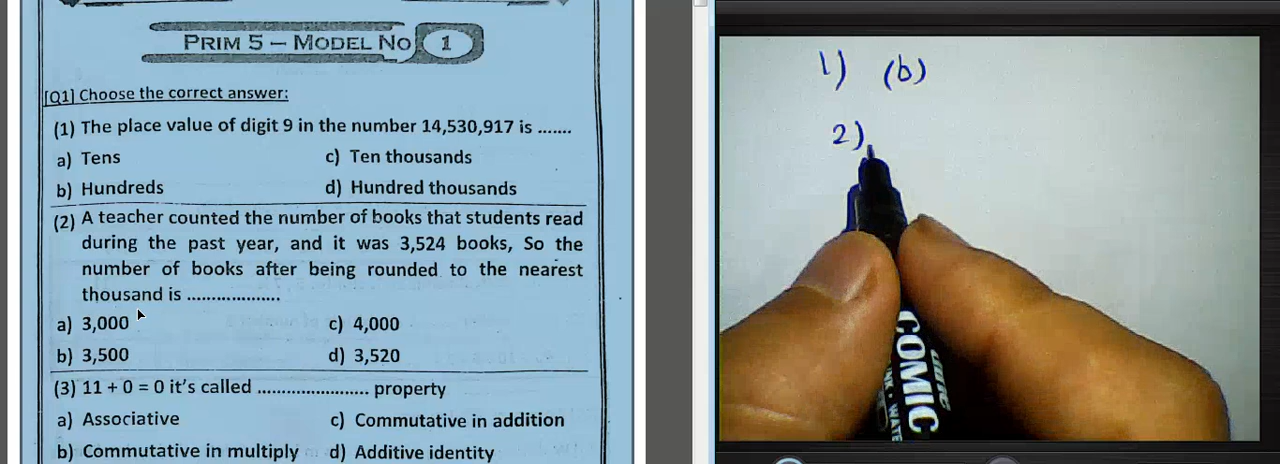 PRIM 5 – MODEL NO 1
[Q1] Choose the correct answer:
(1) The place value of digit 9 in the number 14,530,917 is .......
a) Tens
c) Ten thousands
b) Hundreds
d) Hundred thousands
(2) A teacher counted the number of books that students read
during the past year, and it was 3,524 books, So the
number of books after being rounded to the nearest
thousand is ...................
a) 3,000
c) 4,000
b) 3,500
d) 3,520
(3) 11 + 0 = 0 it's called ...................... property
a) Associative
c) Commutative in addition
b) Commutative in multiply
d) Additive identity
1) (b)
2)
COMIC